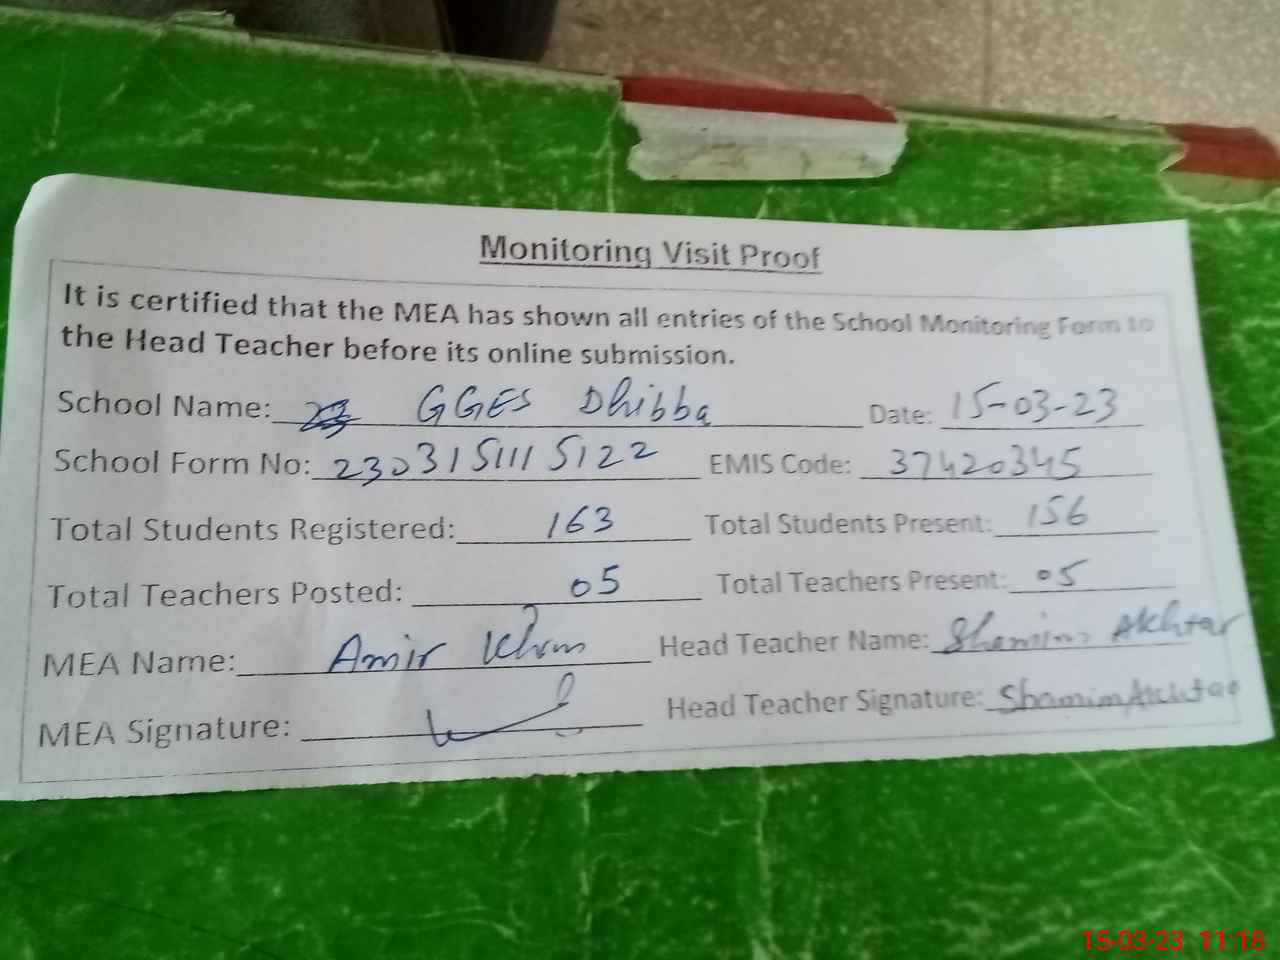 Monitoring Visit Proof
It is certified that the MEA has shown all entries of the School Monitoring Form to
the Head Teacher before its online submission.
School Name: GGES Dhibba Date: 15-03-23
School Form No: 2303151115122 EMIS Code: 37420345
Total Students Registered: 163 Total Students Present: 156
Total Teachers Posted: 05 Total Teachers Present: 05
MEA Name: Amir Khan Head Teacher Name: Shamim Akhtar
MEA Signature: Head Teacher Signature: Shamim Akhtar
15-03-23 11:18